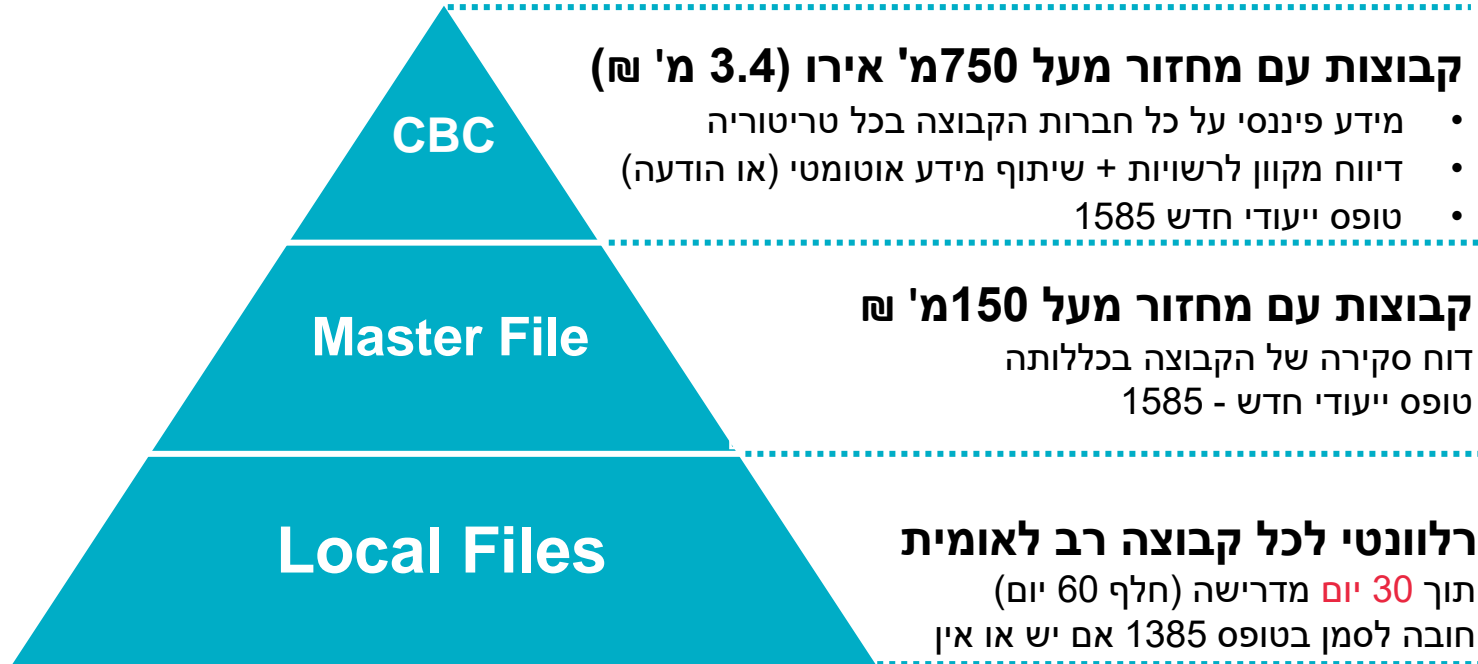 CBC
קבוצות עם מחזור מעל 750מ' אירו (3.4 מ' ₪)
• מידע פיננסי על כל חברות הקבוצה בכל טריטוריה
• דיווח מקוון לרשויות + שיתוף מידע אוטומטי (או הודעה)
• טופס ייעודי חדש 1585
Master File
קבוצות עם מחזור מעל 150מ' ₪
דוח סקירה של הקבוצה בכללותה
טופס ייעודי חדש - 1585
Local Files
רלוונטי לכל קבוצה רב לאומית
תוך 30 יום מדרישה (חלף 60 יום)
חובה לסמן בטופס 1385 אם יש או אין